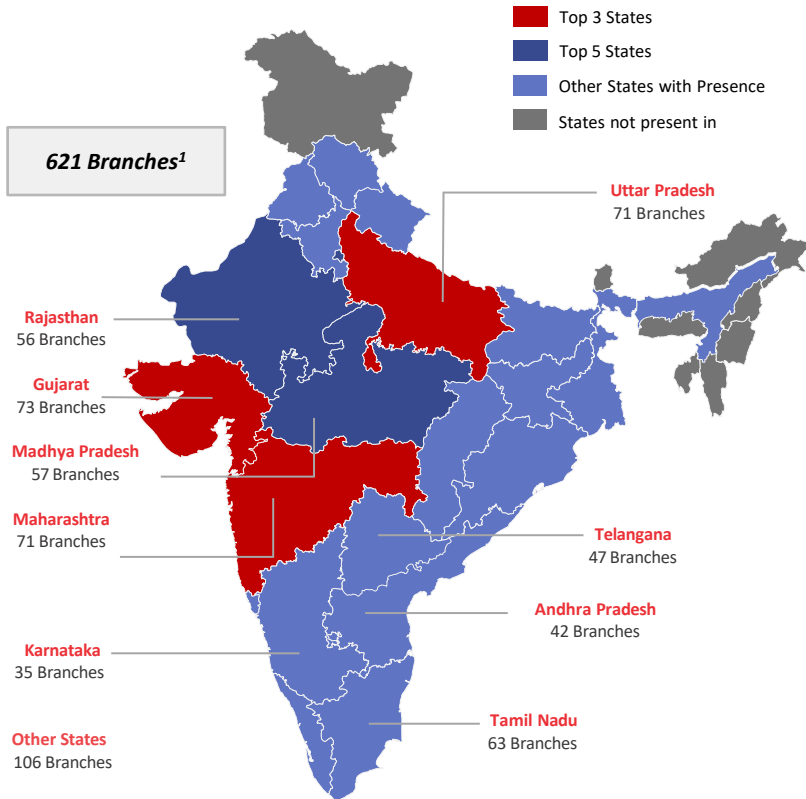 Top 3 States
Top 5 States
Other States with Presence
States not present in
621 Branches¹
Uttar Pradesh
71 Branches
Rajasthan
56 Branches
Gujarat
73 Branches
Madhya Pradesh
57 Branches
Maharashtra
71 Branches
Telangana
47 Branches
Andhra Pradesh
42 Branches
Karnataka
35 Branches
Tamil Nadu
63 Branches
Other States
106 Branches